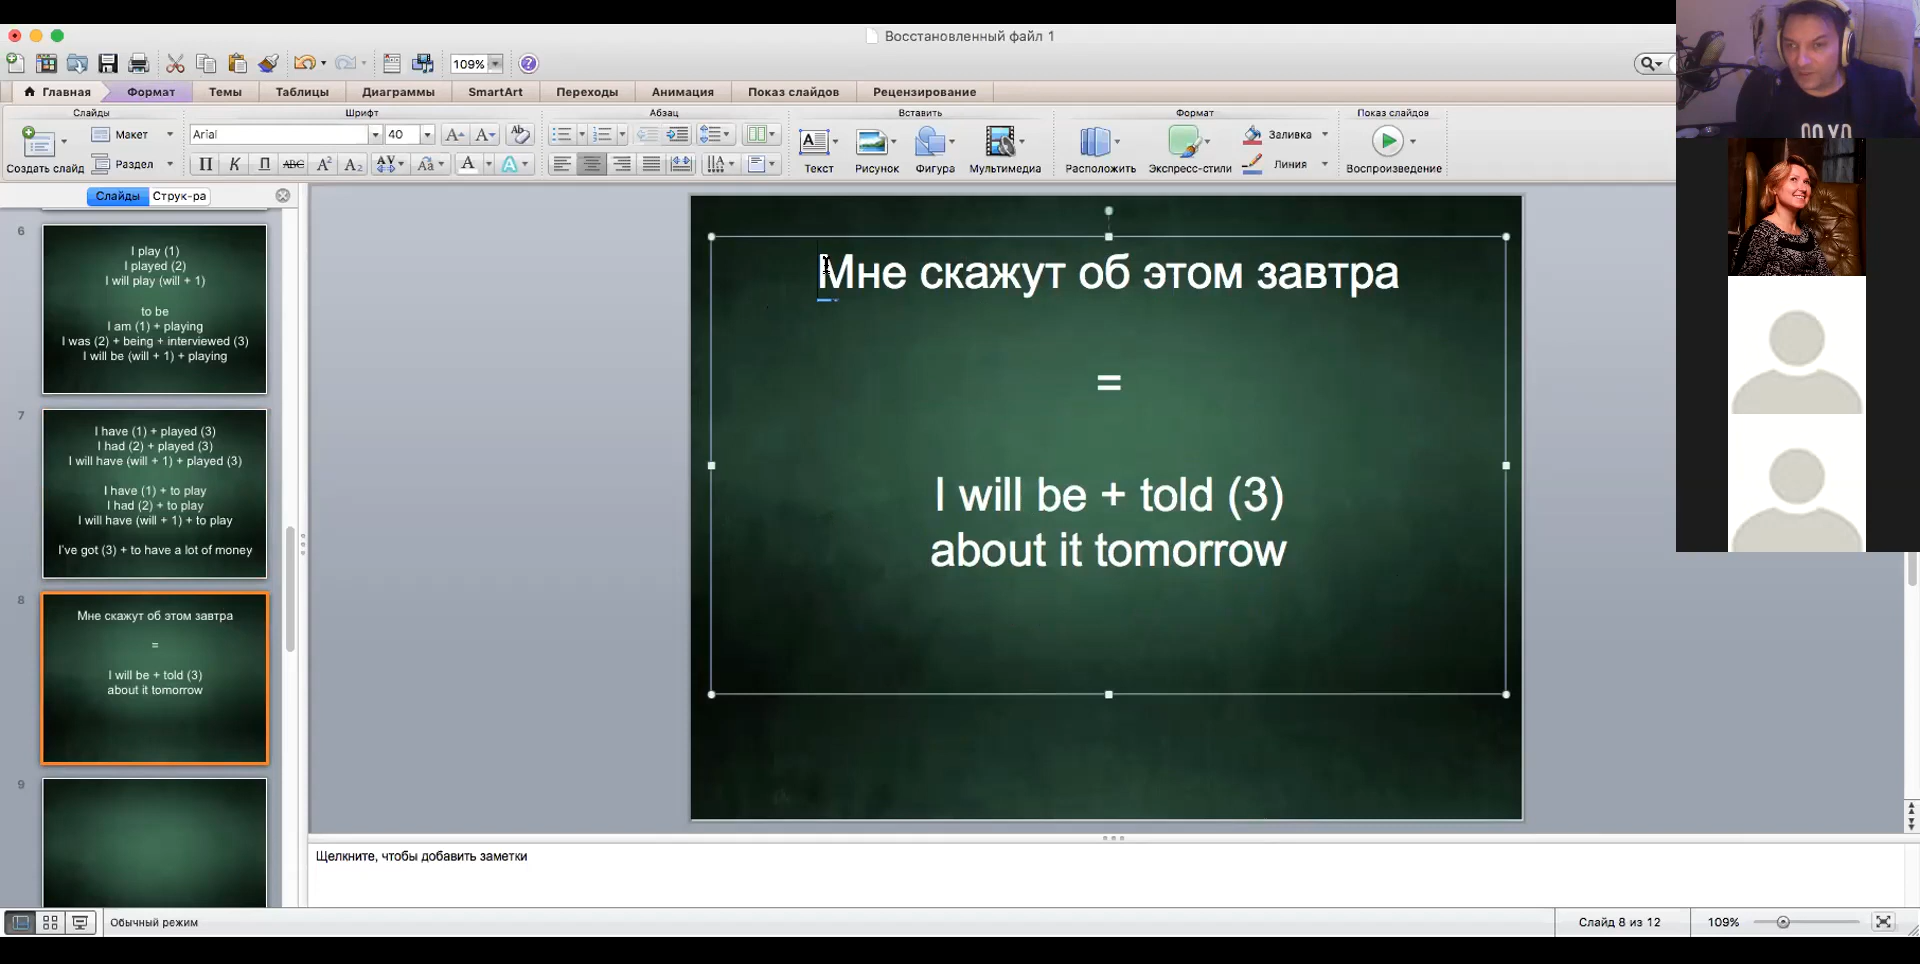 Восстановленный файл 1
109%
Главная
Формат
Темы
Таблицы
Диаграммы
SmartArt
Переходы
Анимация
Показ слайдов
Рецензирование
Слайды
Шрифт
Абзац
Вставить
Формат
Показ слайдов
Создать слайд
Макет
Раздел
Arial
40
Текст
Рисунок
Фигура
Мультимедиа
Расположить
Экспресс-стили
Заливка
Линия
Воспроизведение
Слайды
Струк-ра
6
I play (1)
I played (2)
I will play (will + 1)
to be
I am (1) + playing
I was (2) + being + interviewed (3)
I will be (will + 1) + playing
7
I have (1) + played (3)
I had (2) + played (3)
I will have (will + 1) + played (3)
I have (1) + to play
I had (2) + to play
I will have (will + 1) + to play
I've got (3) + to have a lot of money
8
Мне скажут об этом завтра
=
I will be + told (3)
about it tomorrow
9
Мне скажут об этом завтра
=
I will be + told (3)
about it tomorrow
Щелкните, чтобы добавить заметки
Обычный режим
Слайд 8 из 12
109%